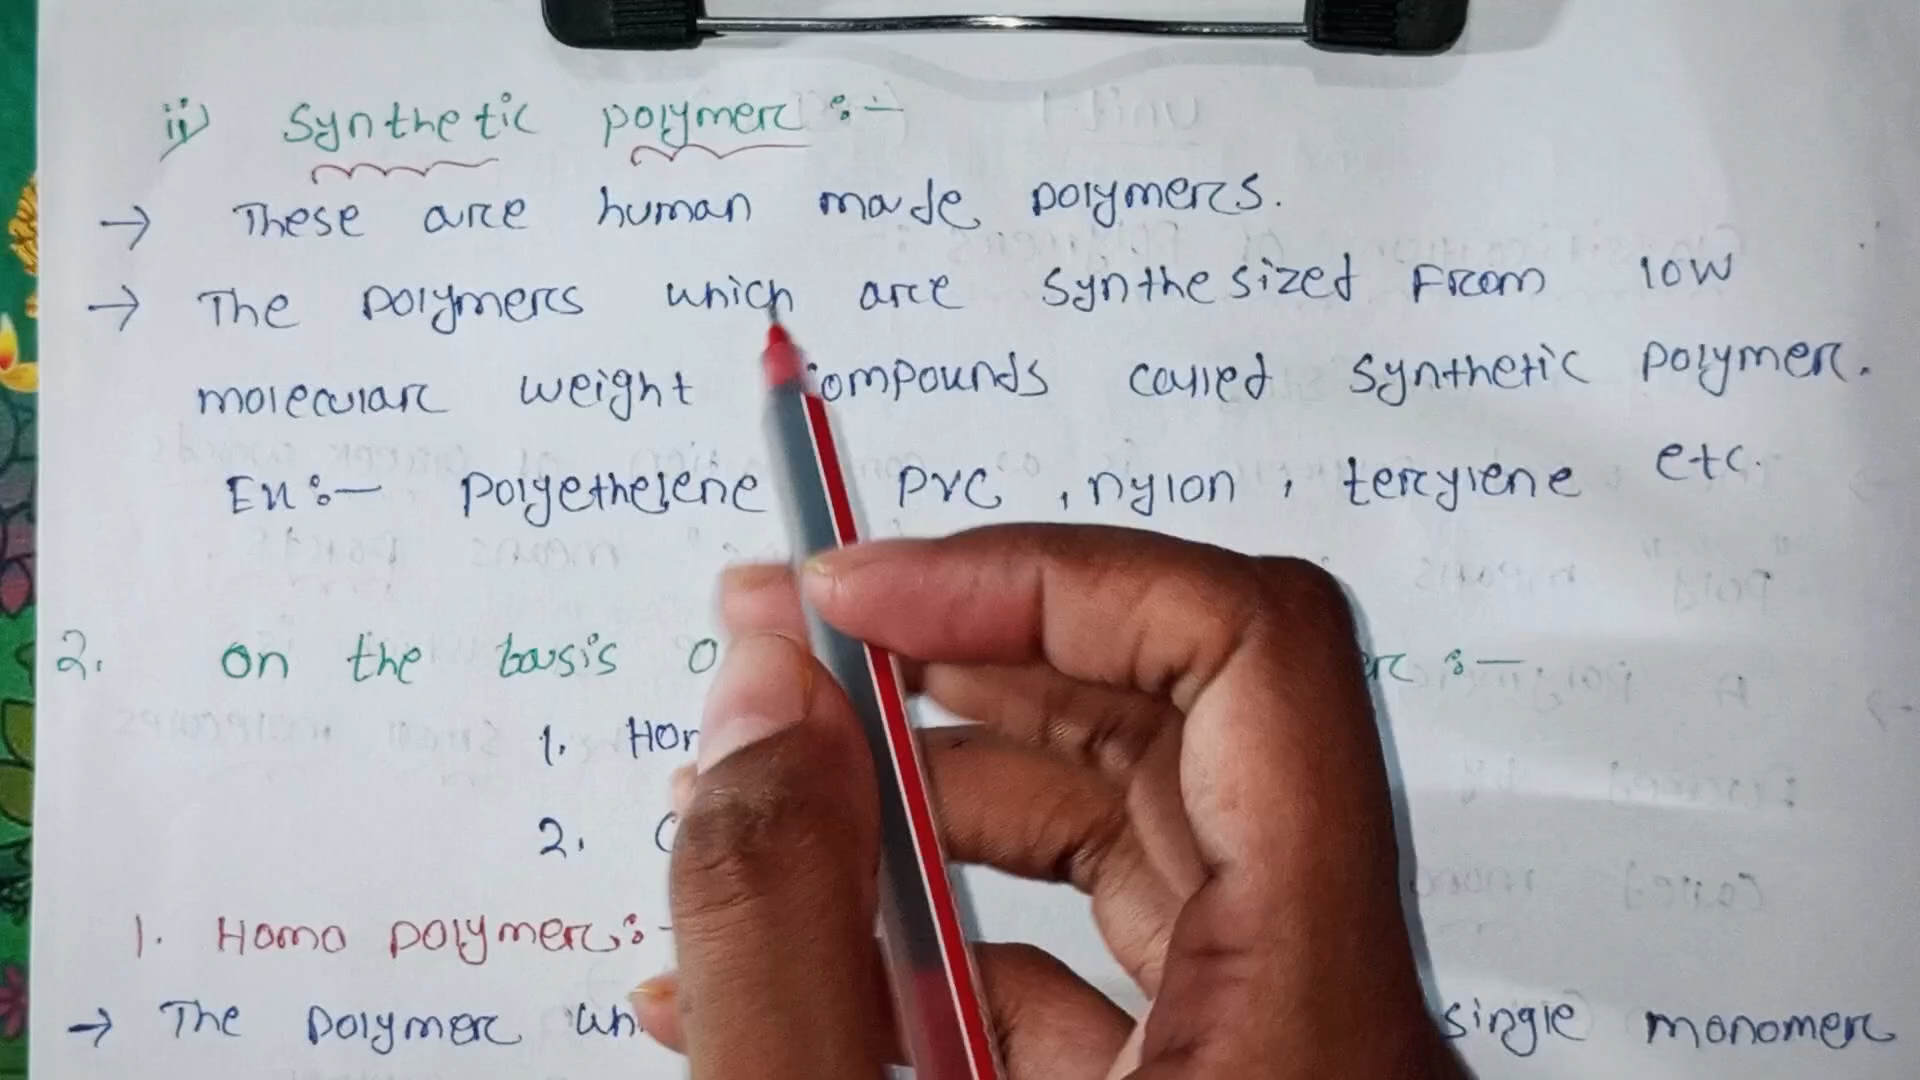 ii) Synthetic polymer :-
→ These are human made polymers.
→ The polymers which are synthesized From low
molecular weight compounds called synthetic polymer.
Ex :- polyethelene PVC , nylon , terylene etc.
2. on the basis
1.
2.
1. Homo polymer :-
→ The polymer single monomer